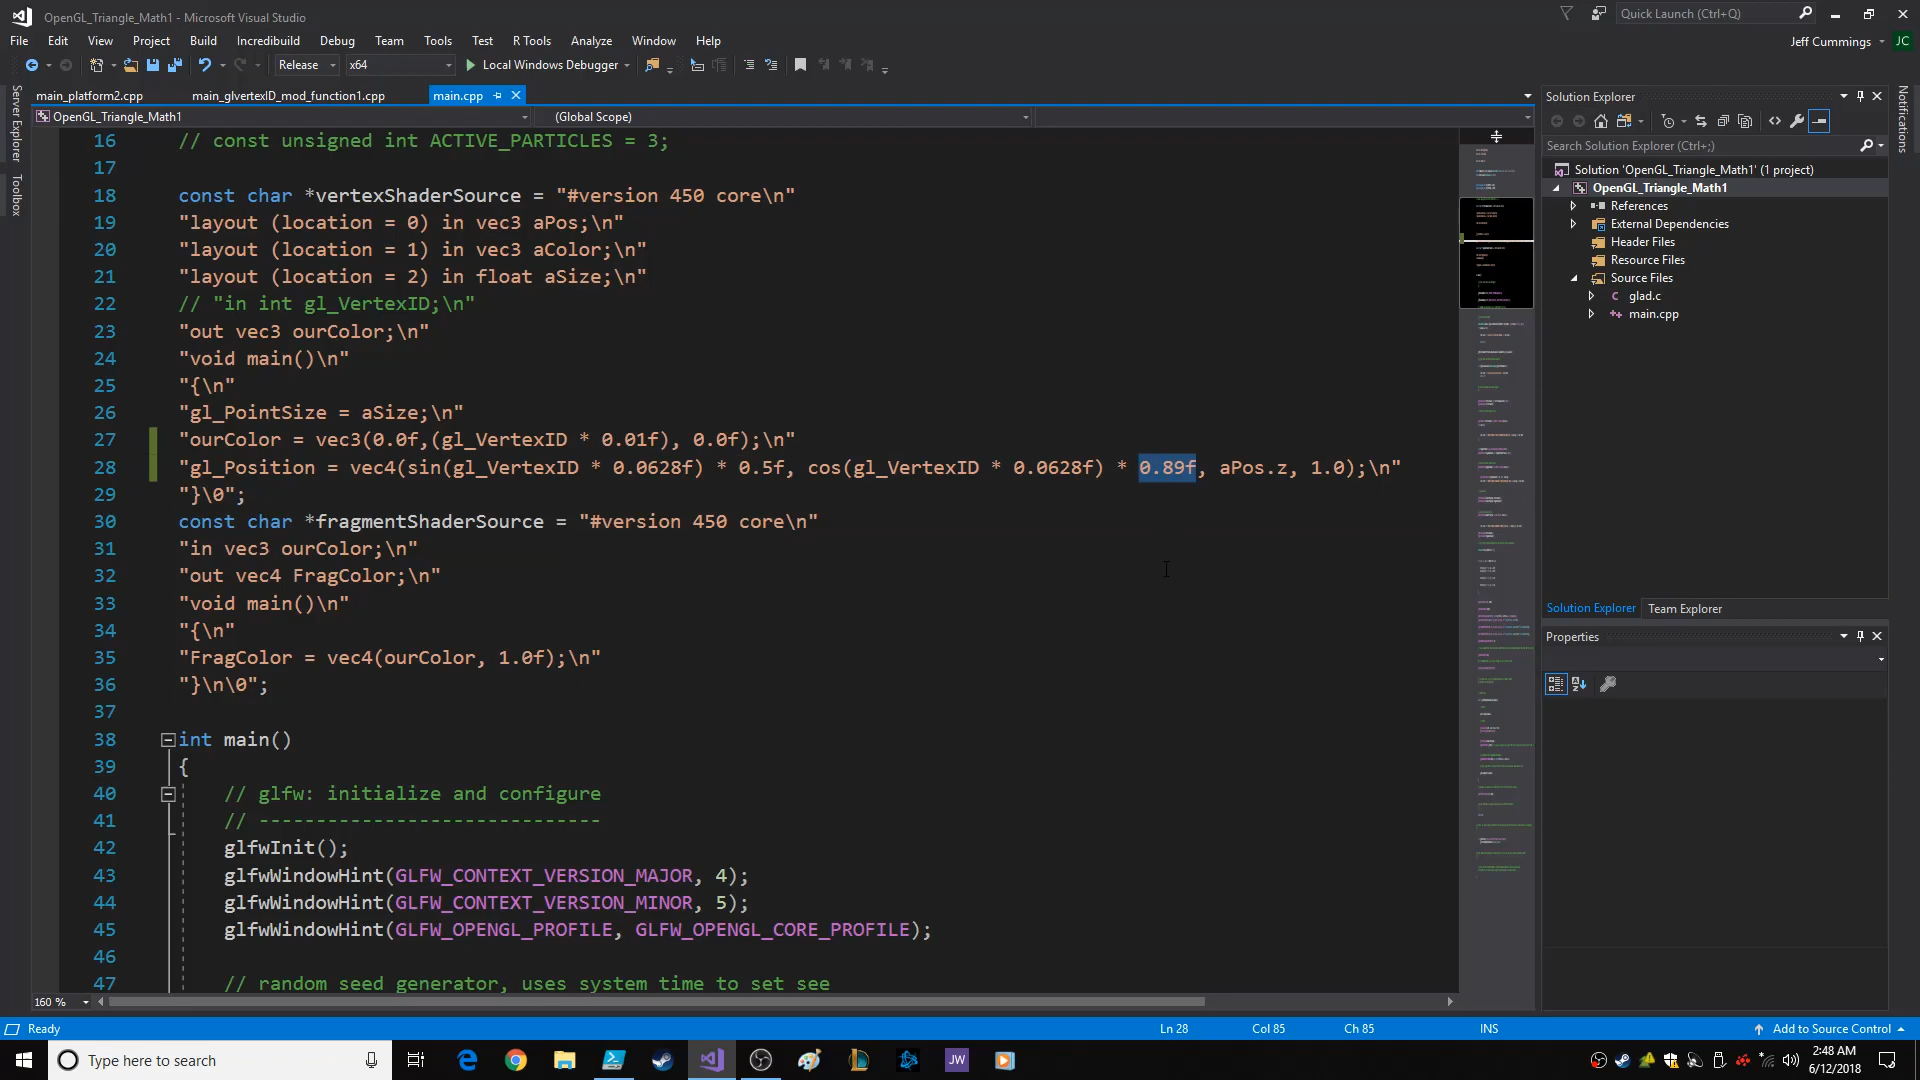 OpenGL_Triangle_Math1 - Microsoft Visual Studio
Quick Launch (Ctrl+Q)
File Edit View Project Build Incredibuild Debug Team Tools Test R Tools Analyze Window Help
Jeff Cummings JC
Release x64 Local Windows Debugger
Server Explorer
Toolbox
main_platform2.cpp main_glvertexID_mod_function1.cpp main.cpp
OpenGL_Triangle_Math1 (Global Scope)
16 // const unsigned int ACTIVE_PARTICLES = 3;
17
18 const char *vertexShaderSource = "#version 450 core\n"
19 "layout (location = 0) in vec3 aPos;\n"
20 "layout (location = 1) in vec3 aColor;\n"
21 "layout (location = 2) in float aSize;\n"
22 // "in int gl_VertexID;\n"
23 "out vec3 ourColor;\n"
24 "void main()\n"
25 "{\n"
26 "gl_PointSize = aSize;\n"
27 "ourColor = vec3(0.0f,(gl_VertexID * 0.01f), 0.0f);\n"
28 "gl_Position = vec4(sin(gl_VertexID * 0.0628f) * 0.5f, cos(gl_VertexID * 0.0628f) * 0.89f, aPos.z, 1.0);\n"
29 "}\0";
30 const char *fragmentShaderSource = "#version 450 core\n"
31 "in vec3 ourColor;\n"
32 "out vec4 FragColor;\n"
33 "void main()\n"
34 "{\n"
35 "FragColor = vec4(ourColor, 1.0f);\n"
36 "}\n\0";
37
38 int main()
39 {
40 // glfw: initialize and configure
41 // ------------------------------
42 glfwInit();
43 glfwWindowHint(GLFW_CONTEXT_VERSION_MAJOR, 4);
44 glfwWindowHint(GLFW_CONTEXT_VERSION_MINOR, 5);
45 glfwWindowHint(GLFW_OPENGL_PROFILE, GLFW_OPENGL_CORE_PROFILE);
46
47 // random seed generator, uses system time to set see
160 %
Solution Explorer
Search Solution Explorer (Ctrl+;)
Solution 'OpenGL_Triangle_Math1' (1 project)
OpenGL_Triangle_Math1
References
External Dependencies
Header Files
Resource Files
Source Files
glad.c
main.cpp
Solution Explorer Team Explorer
Properties
Notifications
Ready Ln 28 Col 85 Ch 85 INS Add to Source Control
Type here to search
JW
2:48 AM
6/12/2018